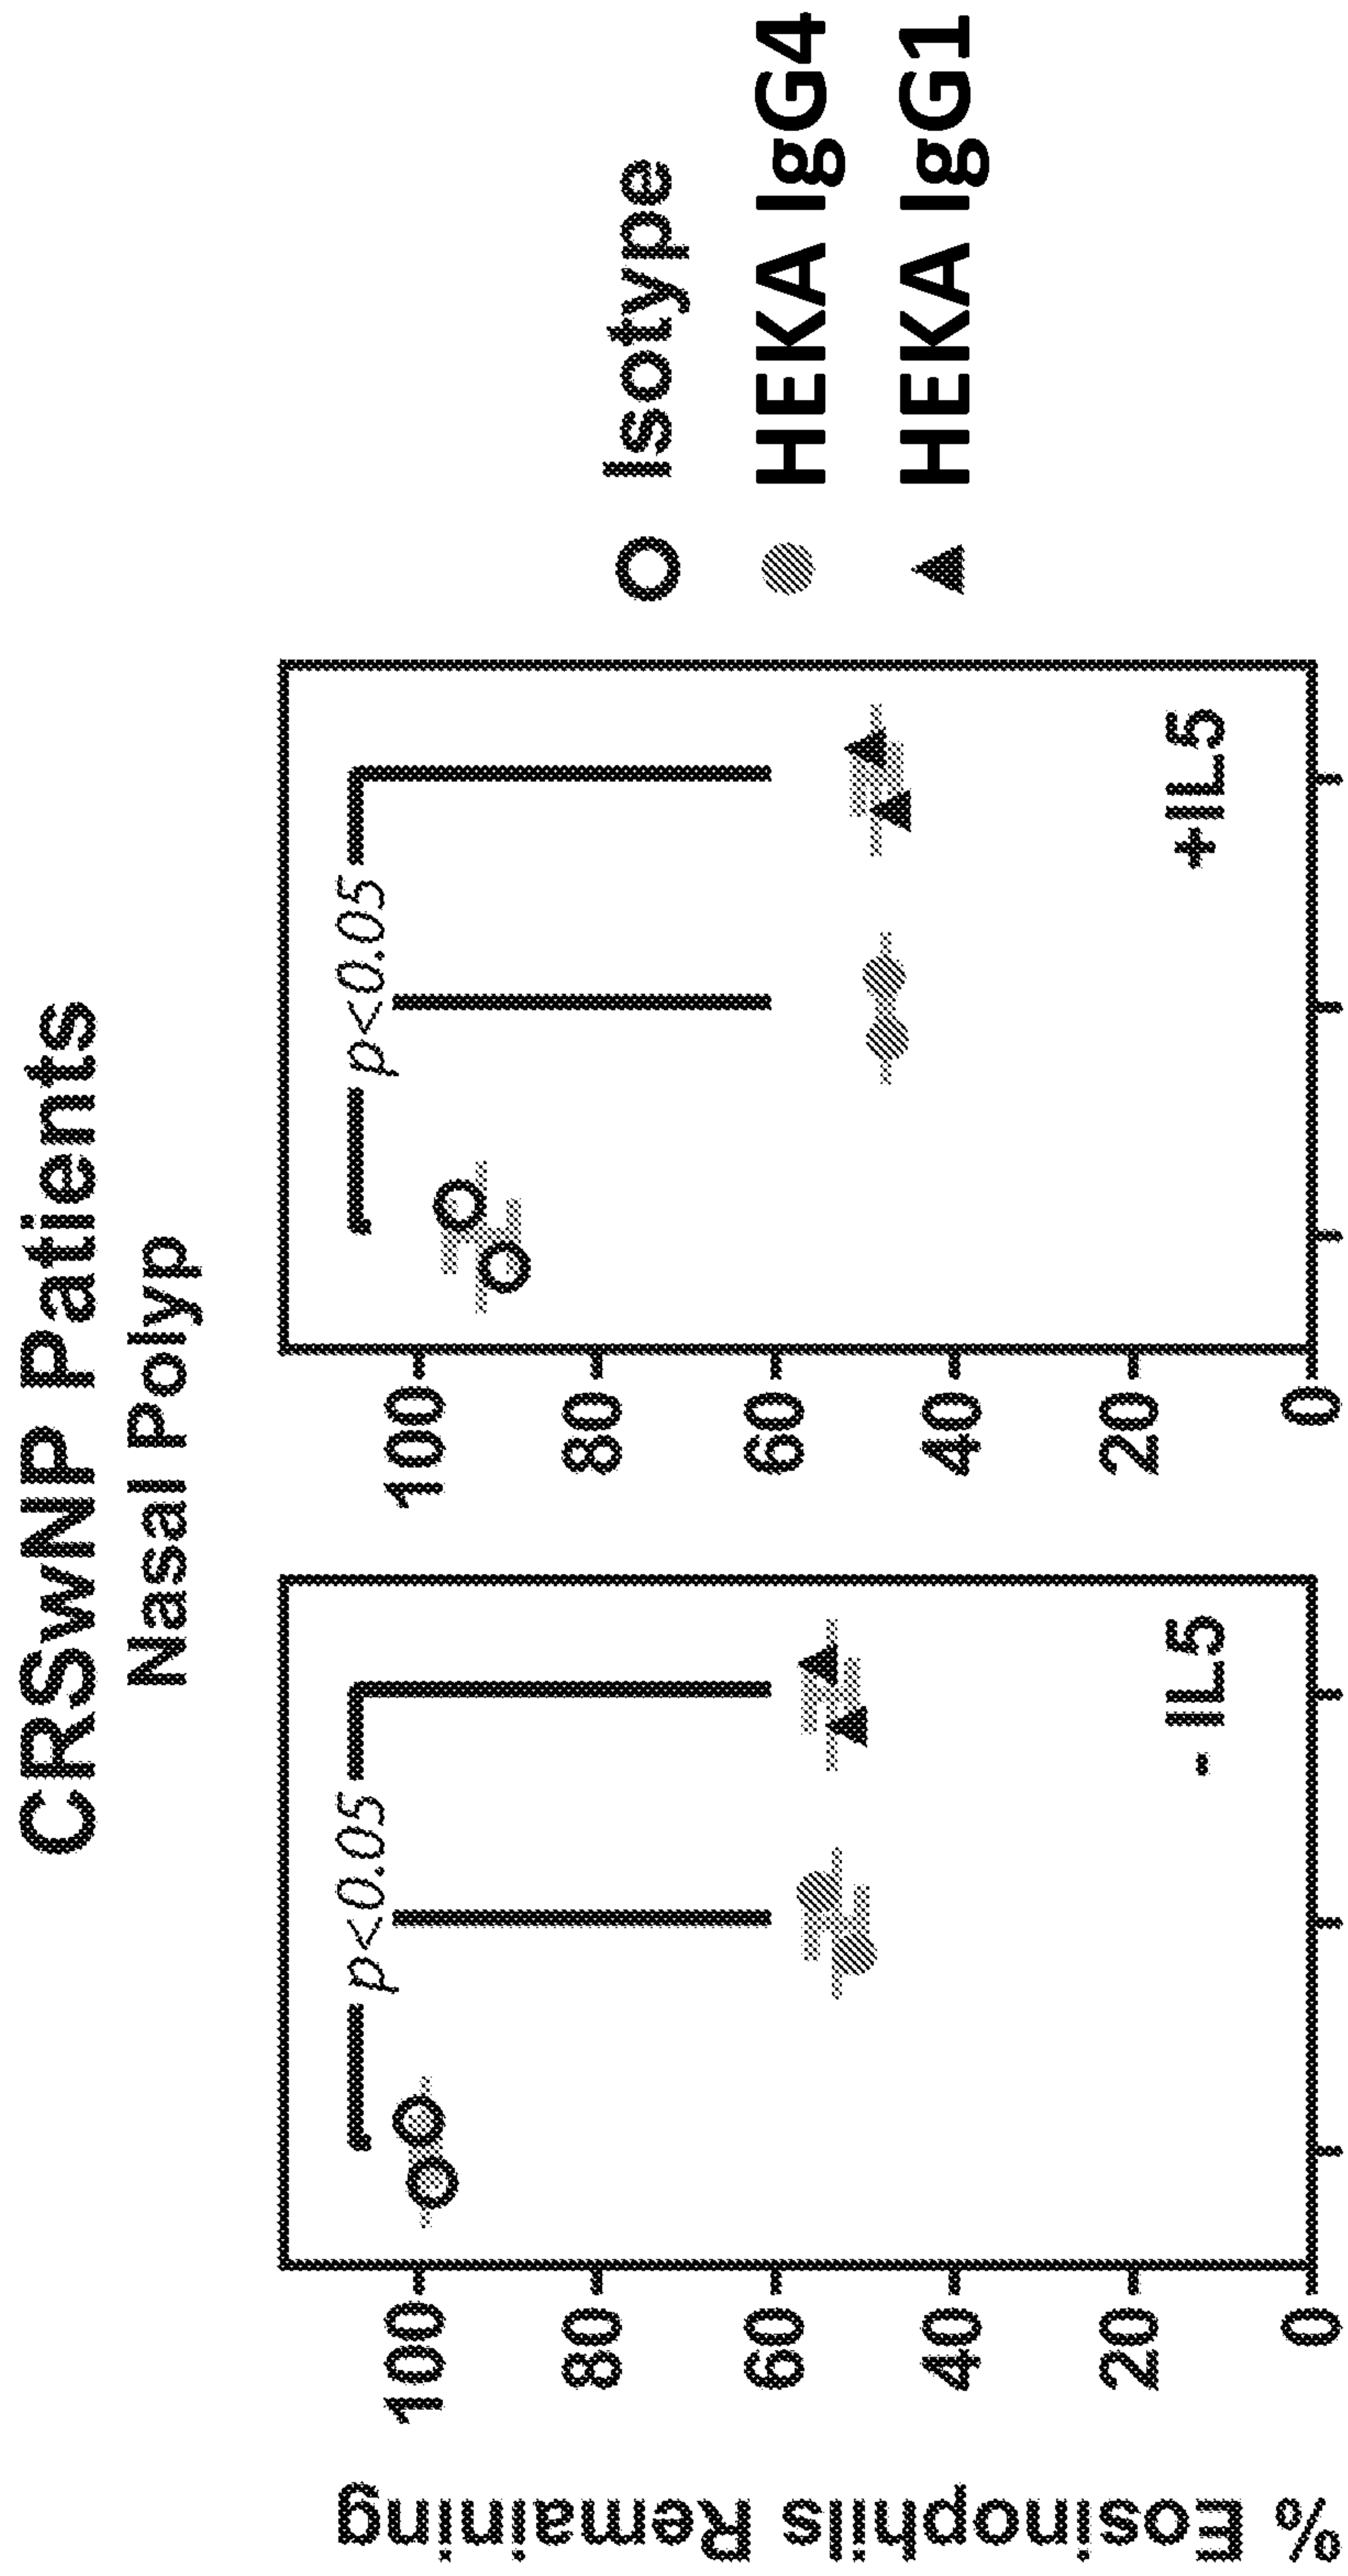 CRSwNP Patients
Nasal Polyp
% Eosinophils Remaining
100
80
60
40
20
0
p<0.05
- IL5
100
80
60
40
20
0
p<0.05
+IL5
Isotype
HEKA IgG4
HEKA IgG1